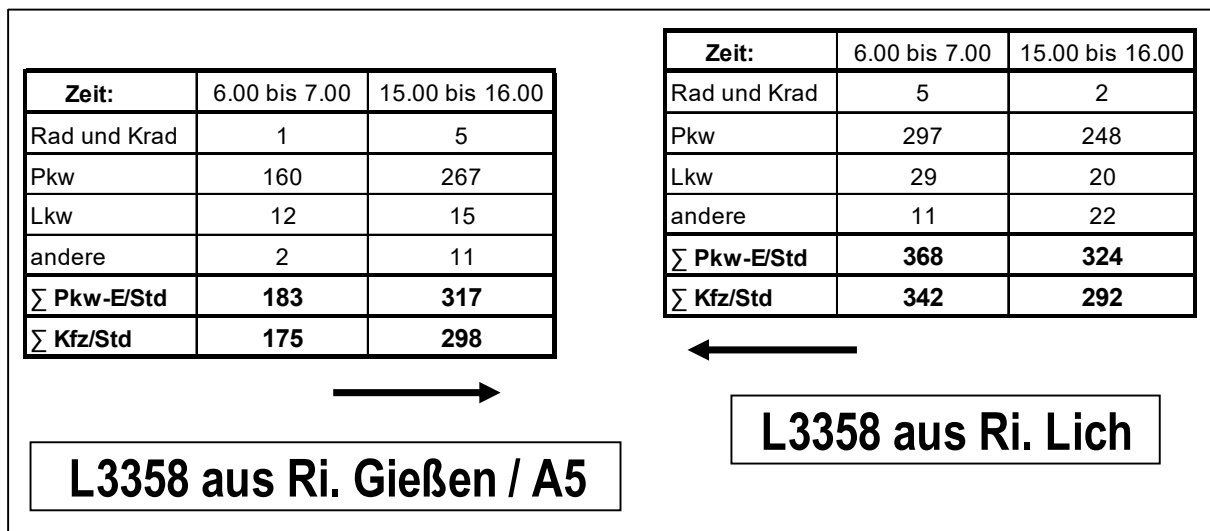 Zeit: 6.00 bis 7.00 15.00 bis 16.00
Rad und Krad 1 5
Pkw 160 267
Lkw 12 15
andere 2 11
∑ Pkw-E/Std 183 317
∑ Kfz/Std 175 298
L3358 aus Ri. Gießen / A5
Zeit: 6.00 bis 7.00 15.00 bis 16.00
Rad und Krad 5 2
Pkw 297 248
Lkw 29 20
andere 11 22
∑ Pkw-E/Std 368 324
∑ Kfz/Std 342 292
L3358 aus Ri. Lich